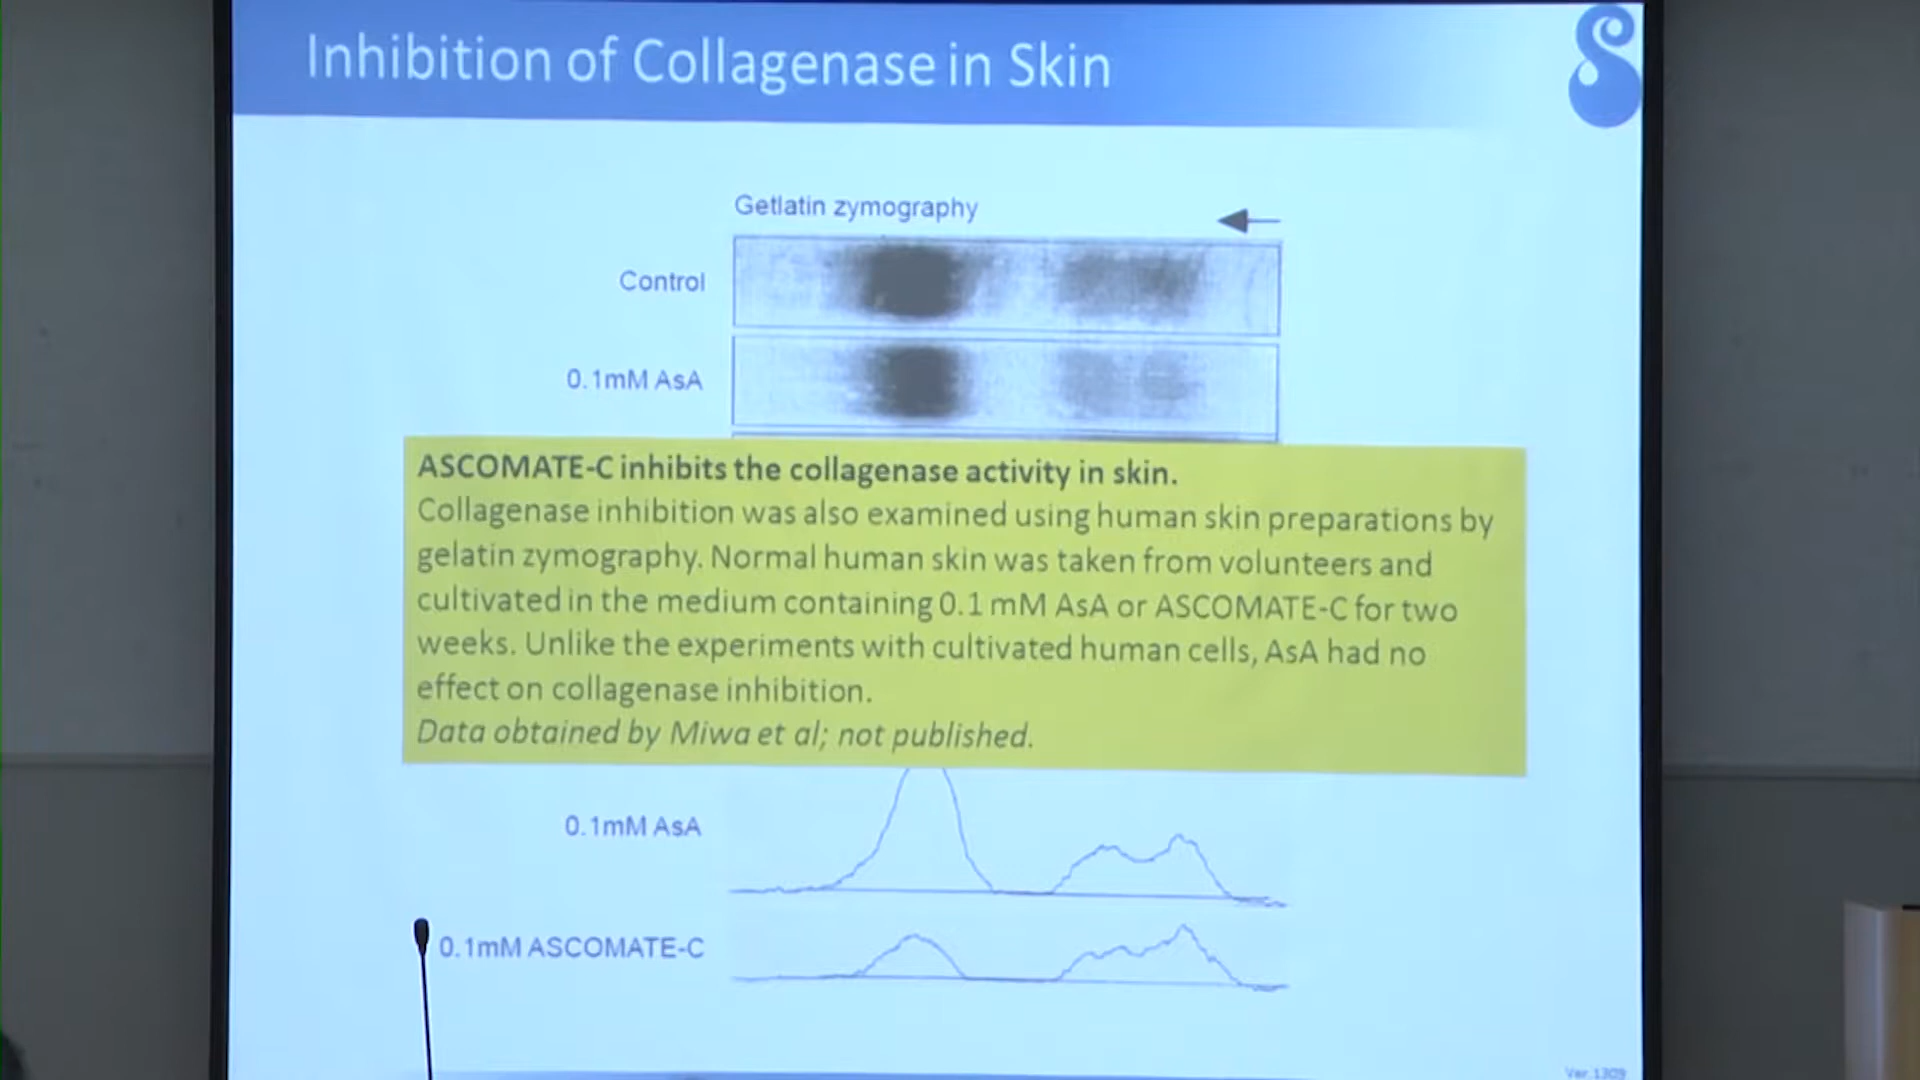 Inhibition of Collagenase in Skin
Getlatin zymography
Control
0.1mM AsA
ASCOMATE-C inhibits the collagenase activity in skin.
Collagenase inhibition was also examined using human skin preparations by
gelatin zymography. Normal human skin was taken from volunteers and
cultivated in the medium containing 0.1 mM AsA or ASCOMATE-C for two
weeks. Unlike the experiments with cultivated human cells, AsA had no
effect on collagenase inhibition.
Data obtained by Miwa et al; not published.
0.1mM AsA
0.1mM ASCOMATE-C
Ver.1309